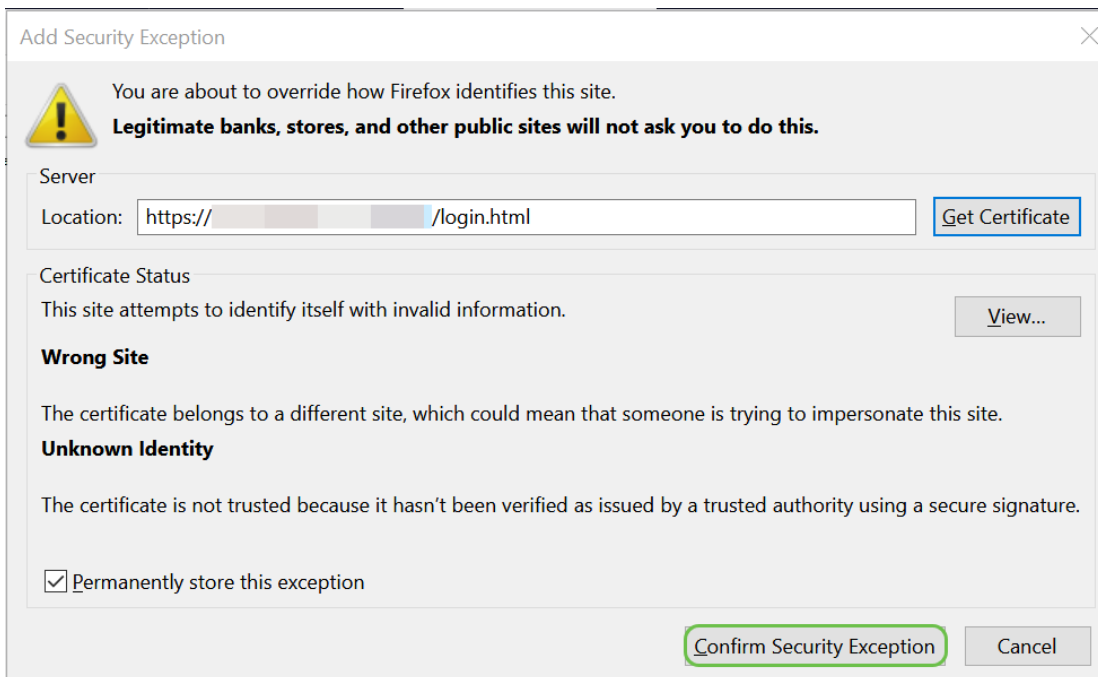 Add Security Exception
You are about to override how Firefox identifies this site.
Legitimate banks, stores, and other public sites will not ask you to do this.
Server
Location: https:// /login.html Get Certificate
Certificate Status
This site attempts to identify itself with invalid information.
View...
Wrong Site
The certificate belongs to a different site, which could mean that someone is trying to impersonate this site.
Unknown Identity
The certificate is not trusted because it hasn't been verified as issued by a trusted authority using a secure signature.
Permanently store this exception
Confirm Security Exception Cancel